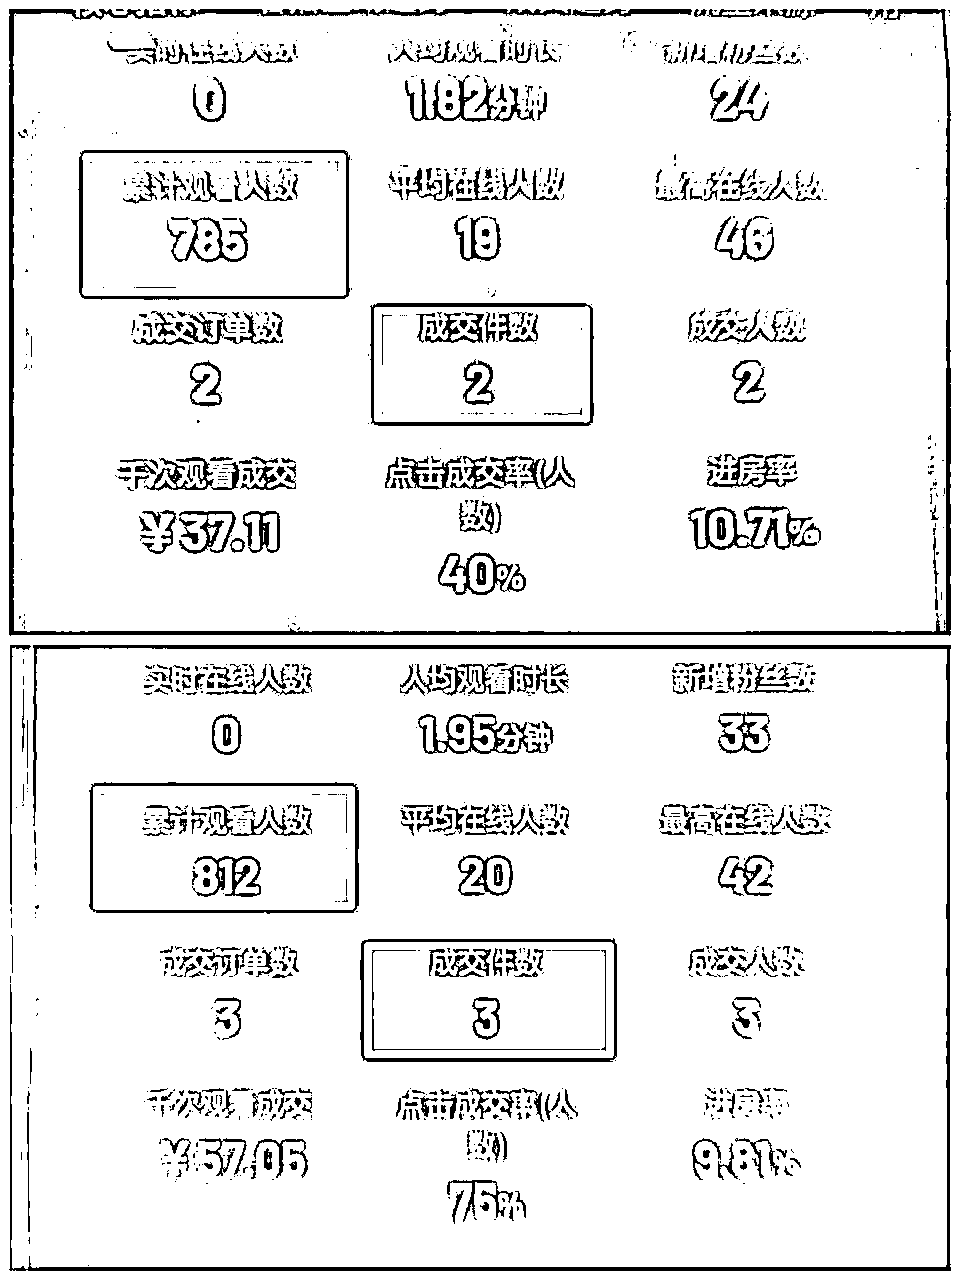 实时在线人数 人均观看时长 新增粉丝数
0 1.82分钟 24
累计观看人数 平均在线人数 最高在线人数
785 19 46
成交订单数 成交件数 成交人数
2 2 2
千次观看成交 点击成交率(人数) 进房率
¥37.11 40% 10.71%
实时在线人数 人均观看时长 新增粉丝数
0 1.95分钟 33
累计观看人数 平均在线人数 最高在线人数
812 20 42
成交订单数 成交件数 成交人数
3 3 3
千次观看成交 点击成交率(人数) 进房率
¥57.05 75% 9.81%